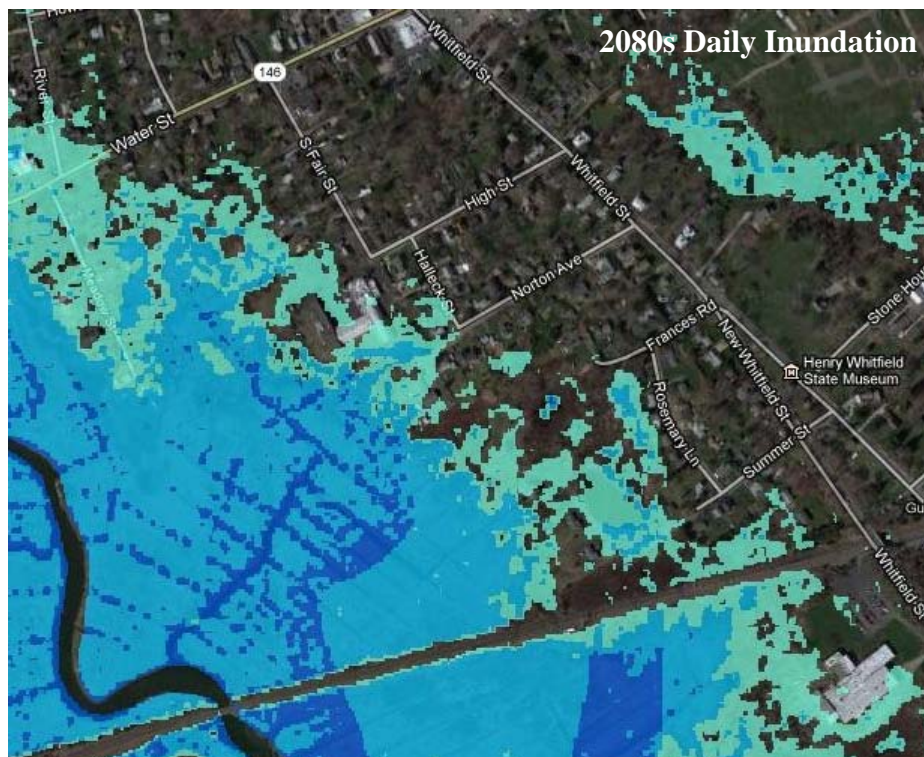 2080s Daily Inundation
Whitfield St
146
River
Water St
S Fair St
High St
Whitfield St
Halleck St
Norton Ave
Frances Rd
Stone Hou
New Whitfield St
Henry Whitfield
State Museum
Rosemary Ln
Summer St
Gu
Whitfield St